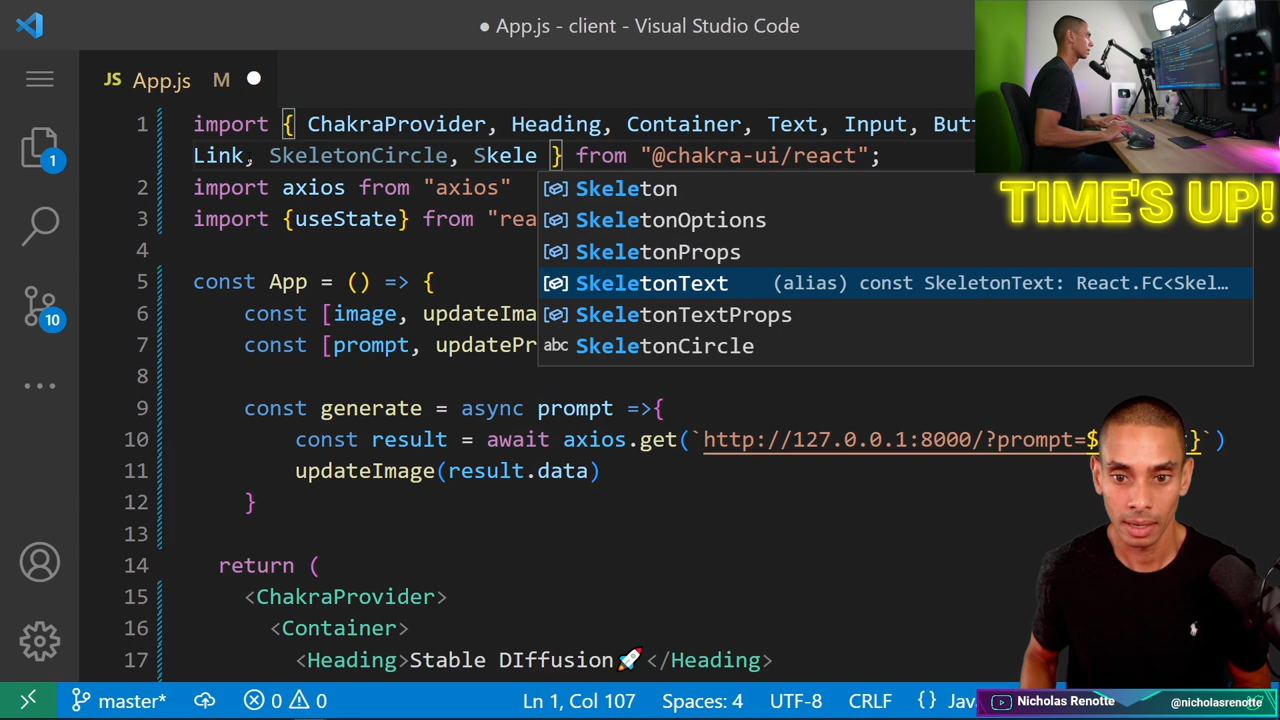 ● App.js - client - Visual Studio Code
JS App.js M
1 import { ChakraProvider, Heading, Container, Text, Input,
Link, SkeletonCircle, Skele } from "@chakra-ui/react";
TIME'S UP!
2 import axios from "axios"
3 import {useState} from "rea
4
5 const App = () => {
6 const [image, updateIma
7 const [prompt, updatePr
8
9 const generate = async prompt =>{
10 const result = await axios.get(`http://127.0.0.1:8000/?prompt=$ }`)
11 updateImage(result.data)
12 }
13
14 return (
15 <ChakraProvider>
16 <Container>
17 <Heading>Stable DIffusion🚀</Heading>
Skeleton
SkeletonOptions
SkeletonProps
SkeletonText (alias) const SkeletonText: React.FC<Skel…
SkeletonTextProps
abc SkeletonCircle
1
10
master* 0 0 Ln 1, Col 107 Spaces: 4 UTF-8 CRLF {}
Nicholas Renotte @nicholasrenotte